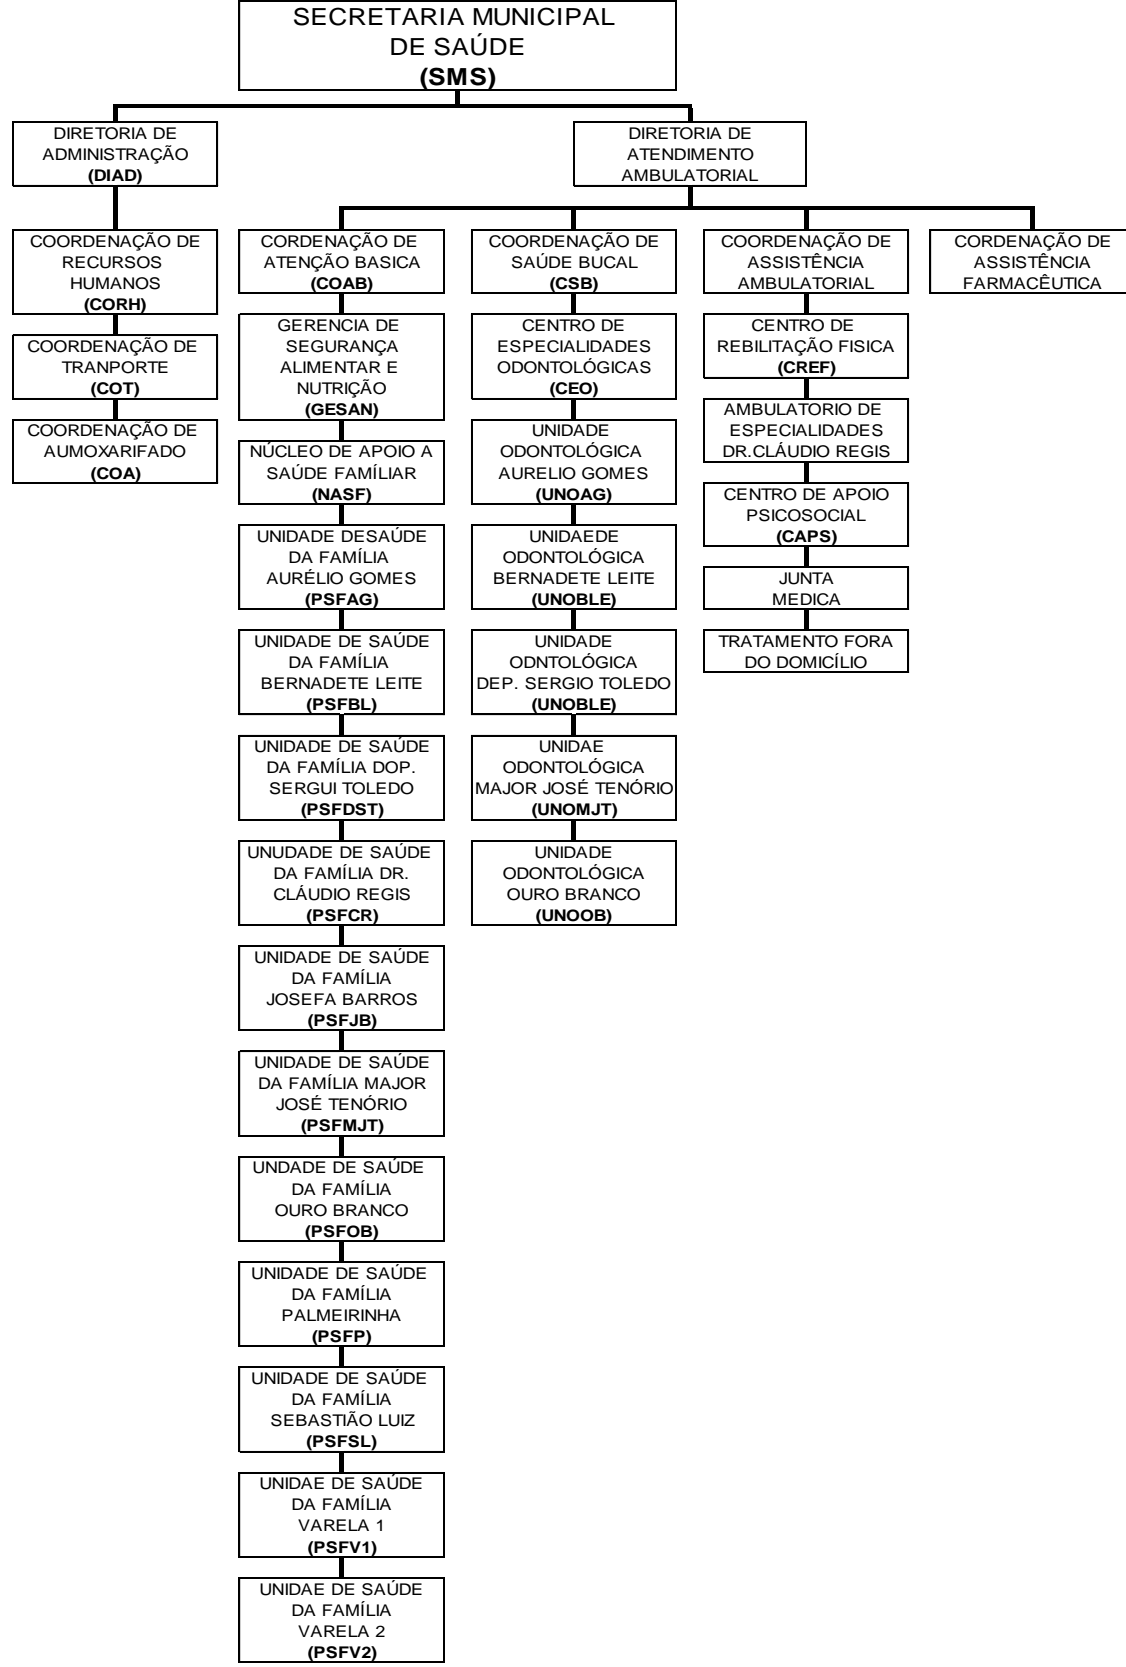 SECRETARIA MUNICIPAL
DE SAÚDE
(SMS)
DIRETORIA DE
ADMINISTRAÇÃO
(DIAD)
DIRETORIA DE
ATENDIMENTO
AMBULATORIAL
COORDENAÇÃO DE
RECURSOS
HUMANOS
(CORH)
COORDENAÇÃO DE
TRANPORTE
(COT)
COORDENAÇÃO DE
AUMOXARIFADO
(COA)
CORDENAÇÃO DE
ATENÇÃO BASICA
(COAB)
GERENCIA DE
SEGURANÇA
ALIMENTAR E
NUTRIÇÃO
(GESAN)
NÚCLEO DE APOIO A
SAÚDE FAMÍLIAR
(NASF)
UNIDADE DESAÚDE
DA FAMÍLIA
AURÉLIO GOMES
(PSFAG)
UNIDADE DE SAÚDE
DA FAMÍLIA
BERNADETE LEITE
(PSFBL)
UNIDADE DE SAÚDE
DA FAMÍLIA DOP.
SERGUI TOLEDO
(PSFDST)
UNUDADE DE SAÚDE
DA FAMÍLIA DR.
CLÁUDIO REGIS
(PSFCR)
UNIDADE DE SAÚDE
DA FAMÍLIA
JOSEFA BARROS
(PSFJB)
UNIDADE DE SAÚDE
DA FAMÍLIA MAJOR
JOSÉ TENÓRIO
(PSFMJT)
UNDADE DE SAÚDE
DA FAMÍLIA
OURO BRANCO
(PSFOB)
UNIDADE DE SAÚDE
DA FAMÍLIA
PALMEIRINHA
(PSFP)
UNIDADE DE SAÚDE
DA FAMÍLIA
SEBASTIÃO LUIZ
(PSFSL)
UNIDAE DE SAÚDE
DA FAMÍLIA
VARELA 1
(PSFV1)
UNIDAE DE SAÚDE
DA FAMÍLIA
VARELA 2
(PSFV2)
COORDENAÇÃO DE
SAÚDE BUCAL
(CSB)
CENTRO DE
ESPECIALIDADES
ODONTOLÓGICAS
(CEO)
UNIDADE
ODONTOLÓGICA
AURELIO GOMES
(UNOAG)
UNIDAEDE
ODONTOLÓGICA
BERNADETE LEITE
(UNOBLE)
UNIDADE
ODNTOLÓGICA
DEP. SERGIO TOLEDO
(UNOBLE)
UNIDAE
ODONTOLÓGICA
MAJOR JOSÉ TENÓRIO
(UNOMJT)
UNIDADE
ODONTOLÓGICA
OURO BRANCO
(UNOOB)
COORDENAÇÃO DE
ASSISTÊNCIA
AMBULATORIAL
CENTRO DE
REBILITAÇÃO FISICA
(CREF)
AMBULATORIO DE
ESPECIALIDADES
DR.CLÁUDIO REGIS
CENTRO DE APOIO
PSICOSOCIAL
(CAPS)
JUNTA
MEDICA
TRATAMENTO FORA
DO DOMICÍLIO
CORDENAÇÃO DE
ASSISTÊNCIA
FARMACÊUTICA